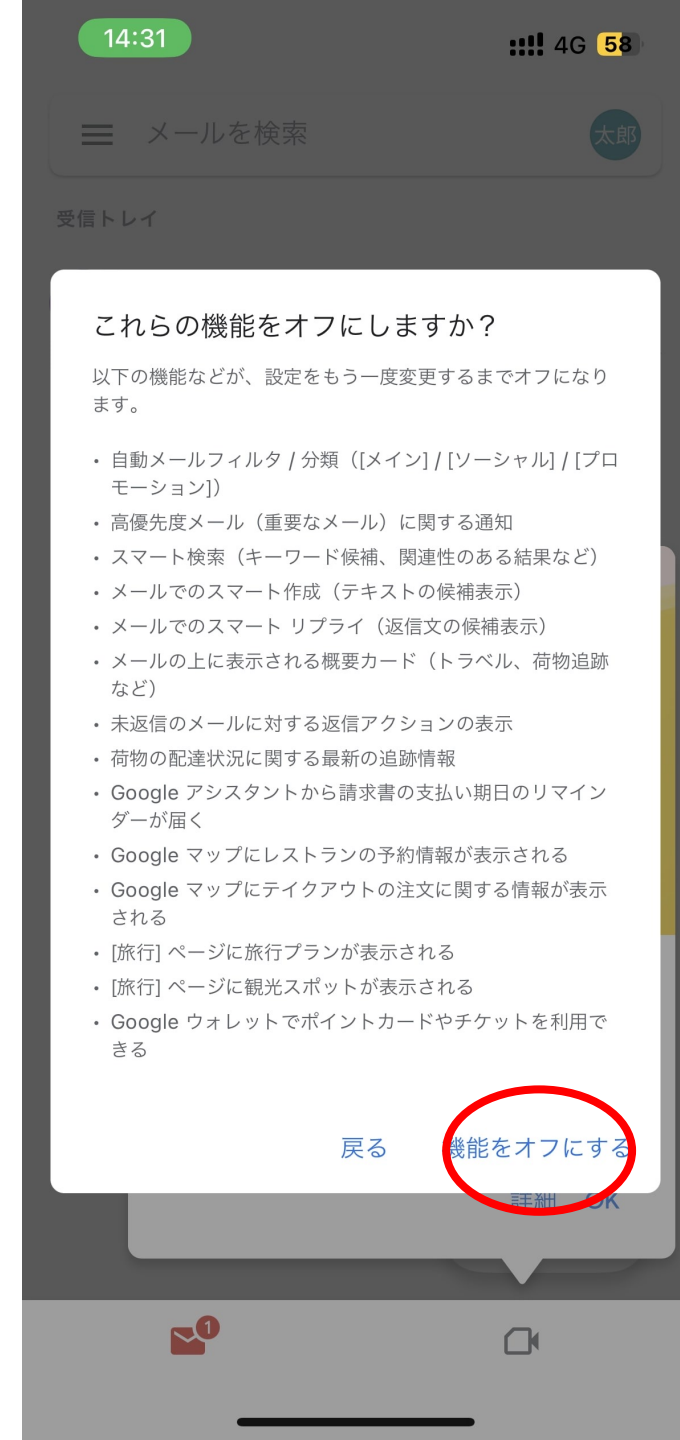 14:31
4G 58
メールを検索
太郎
受信トレイ
これらの機能をオフにしますか？
以下の機能などが、設定をもう一度変更するまでオフになり
ます。
• 自動メールフィルタ / 分類（[メイン] / [ソーシャル] / [プロ
モーション]）
• 高優先度メール（重要なメール）に関する通知
• スマート検索（キーワード候補、関連性のある結果など）
• メールでのスマート作成（テキストの候補表示）
• メールでのスマート リプライ（返信文の候補表示）
• メールの上に表示される概要カード（トラベル、荷物追跡
など）
• 未返信のメールに対する返信アクションの表示
• 荷物の配達状況に関する最新の追跡情報
• Google アシスタントから請求書の支払い期日のリマイン
ダーが届く
• Google マップにレストランの予約情報が表示される
• Google マップにテイクアウトの注文に関する情報が表示
される
• [旅行] ページに旅行プランが表示される
• [旅行] ページに観光スポットが表示される
• Google ウォレットでポイントカードやチケットを利用で
きる
戻る 機能をオフにする
詳細 OK
1